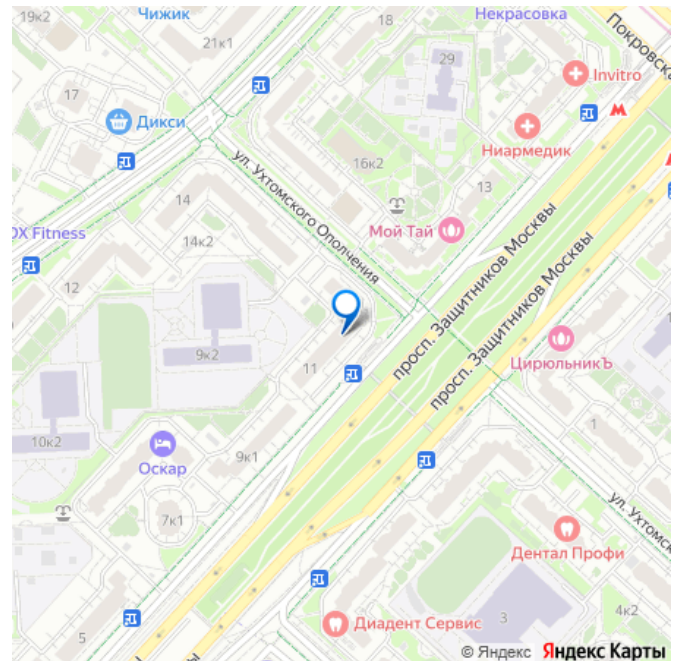 19к2
Чижик
18
Некрасовка
Покровска
21к1
29
Invitro
17
Дикси
Ниармедик
16к2
ул. Ухтомского Ополчения
13
14
Мой Тай
DX Fitness
14к2
12
просп. Защитников Москвы
просп. Защитников Москвы
9к2
11
ЦирюльникЪ
10к2
Оскар
9к1
1
7к1
ул. Ухтомск
Дентал Профи
Диадент Сервис
3
4к2
5
© Яндекс Яндекс Карты